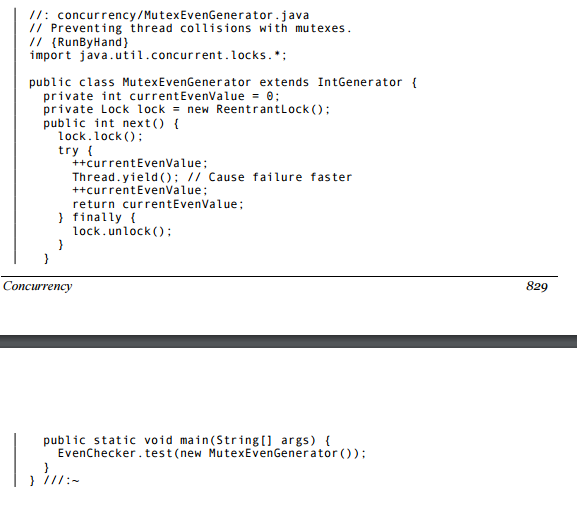 //: concurrency/MutexEvenGenerator.java
// Preventing thread collisions with mutexes.
// {RunByHand}
import java.util.concurrent.locks.*;

public class MutexEvenGenerator extends IntGenerator {
  private int currentEvenValue = 0;
  private Lock lock = new ReentrantLock();
  public int next() {
    lock.lock();
    try {
      ++currentEvenValue;
      Thread.yield(); // Cause failure faster
      ++currentEvenValue;
      return currentEvenValue;
    } finally {
      lock.unlock();
    }
  }
Concurrency 829
  public static void main(String[] args) {
    EvenChecker.test(new MutexEvenGenerator());
  }
} ///:~